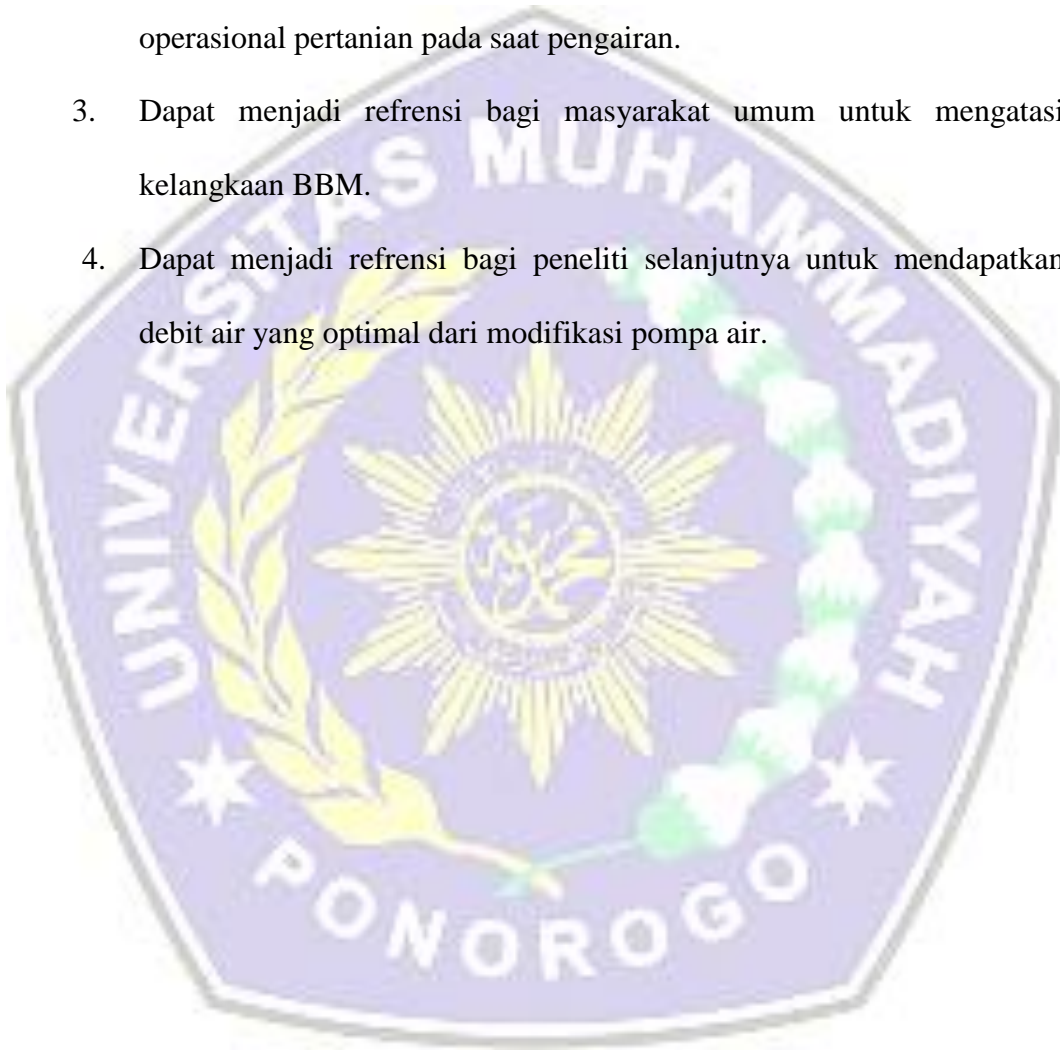 operasional pertanian pada saat pengairan.
3. Dapat menjadi refrensi bagi masyarakat umum untuk mengatasi
kelangkaan BBM.
4. Dapat menjadi refrensi bagi peneliti selanjutnya untuk mendapatkan
debit air yang optimal dari modifikasi pompa air.
UNIVERSITAS MUHAMMADIYAH
PONOROGO